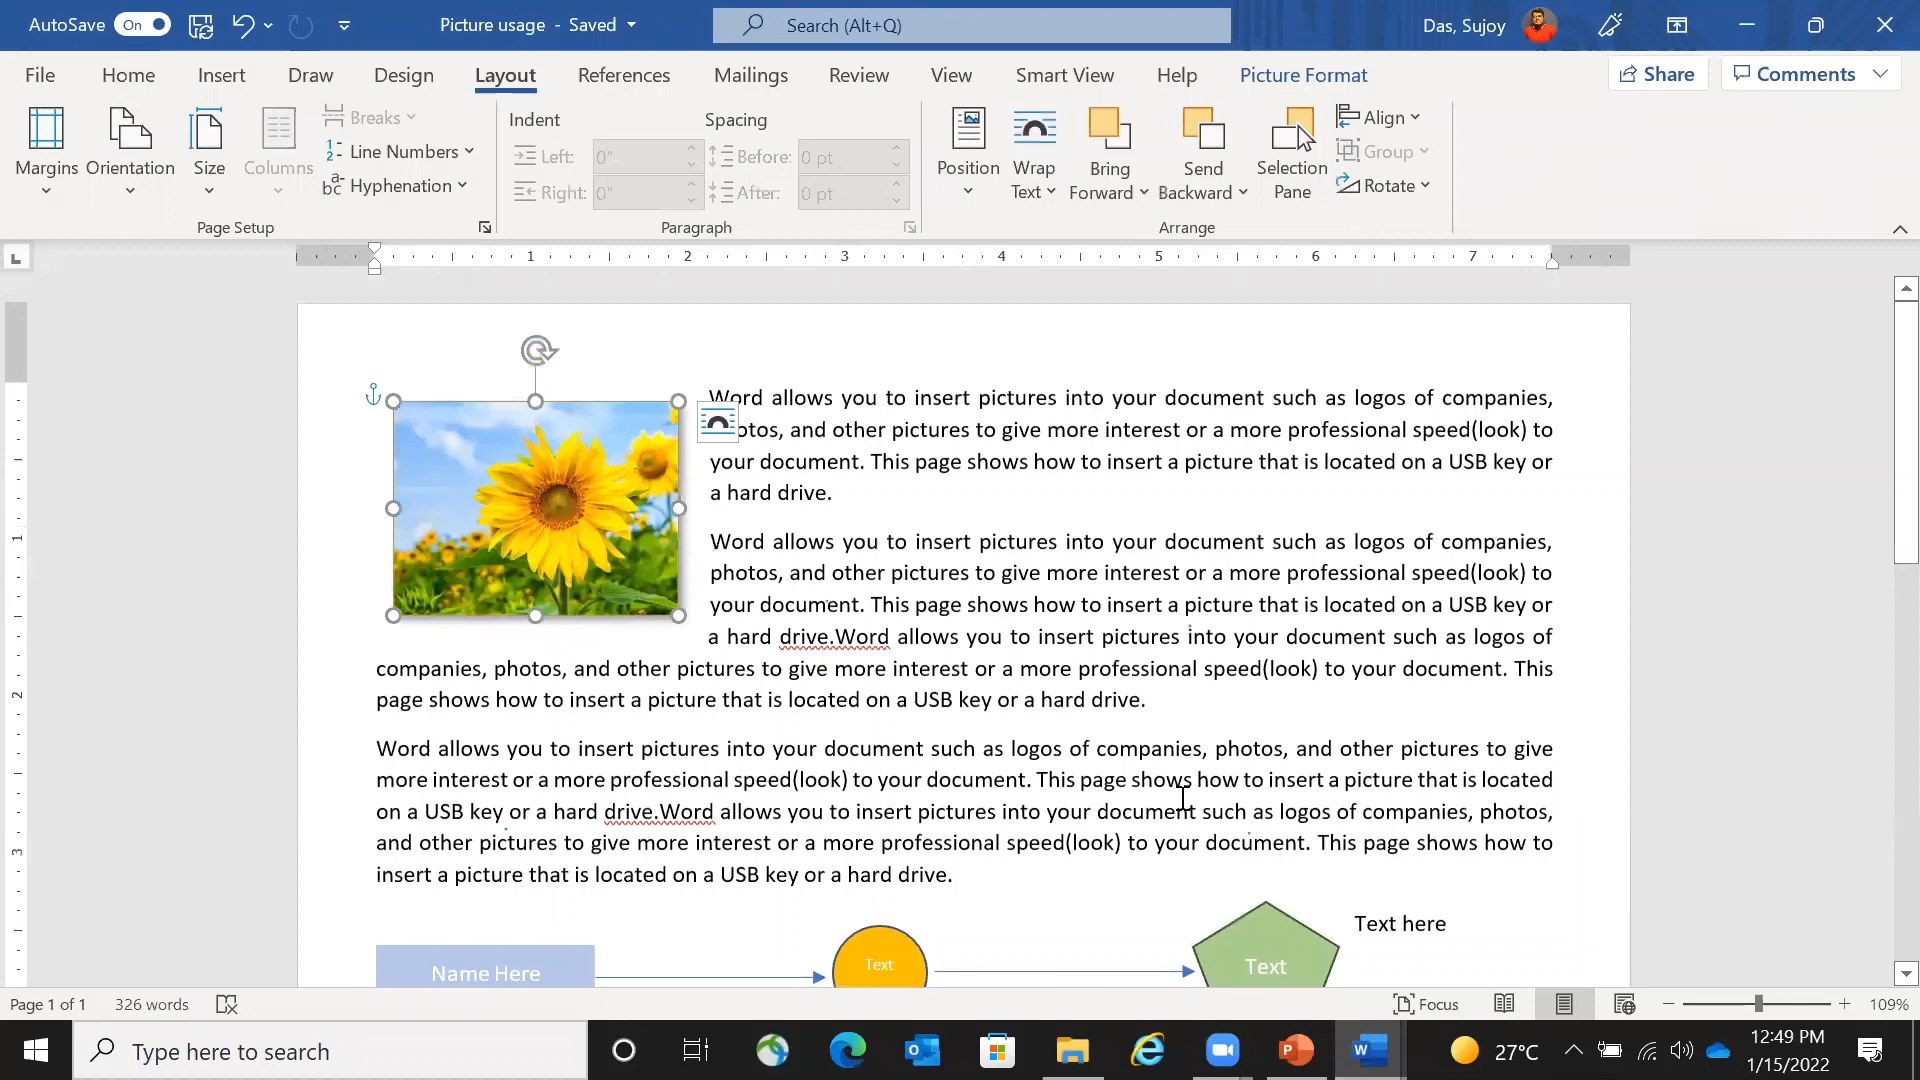 AutoSave On Picture usage - Saved Search (Alt+Q) Das, Sujoy
File Home Insert Draw Design Layout References Mailings Review View Smart View Help Picture Format Share Comments
Margins Orientation Size Columns
Breaks
Line Numbers
Hyphenation
Page Setup
Indent Spacing
Left: 0" Before: 0 pt
Right: 0" After: 0 pt
Paragraph
Position Wrap Text Bring Forward Send Backward Selection Pane
Align
Group
Rotate
Arrange
1 2 3 4 5 6 7
Word allows you to insert pictures into your document such as logos of companies,
otos, and other pictures to give more interest or a more professional speed(look) to
your document. This page shows how to insert a picture that is located on a USB key or
a hard drive.
Word allows you to insert pictures into your document such as logos of companies,
photos, and other pictures to give more interest or a more professional speed(look) to
your document. This page shows how to insert a picture that is located on a USB key or
a hard drive.Word allows you to insert pictures into your document such as logos of
companies, photos, and other pictures to give more interest or a more professional speed(look) to your document. This
page shows how to insert a picture that is located on a USB key or a hard drive.
Word allows you to insert pictures into your document such as logos of companies, photos, and other pictures to give
more interest or a more professional speed(look) to your document. This page shows how to insert a picture that is located
on a USB key or a hard drive.Word allows you to insert pictures into your document such as logos of companies, photos,
and other pictures to give more interest or a more professional speed(look) to your document. This page shows how to
insert a picture that is located on a USB key or a hard drive.
Text here
Name Here Text Text
1
2
3
Page 1 of 1 326 words Focus 109%
Type here to search 27°C 12:49 PM
1/15/2022